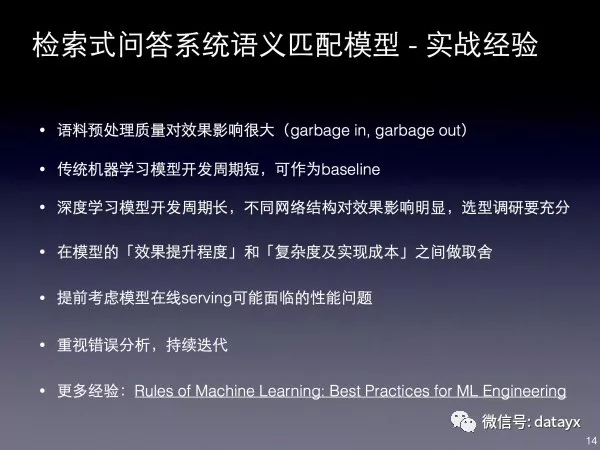 检索式问答系统语义匹配模型 - 实战经验
• 语料预处理质量对效果影响很大（garbage in, garbage out）
• 传统机器学习模型开发周期短，可作为baseline
• 深度学习模型开发周期长，不同网络结构对效果影响明显，选型调研要充分
• 在模型的「效果提升程度」和「复杂度及实现成本」之间做取舍
• 提前考虑模型在线serving可能面临的性能问题
• 重视错误分析，持续迭代
• 更多经验：Rules of Machine Learning: Best Practices for ML Engineering
微信号: datayx
14